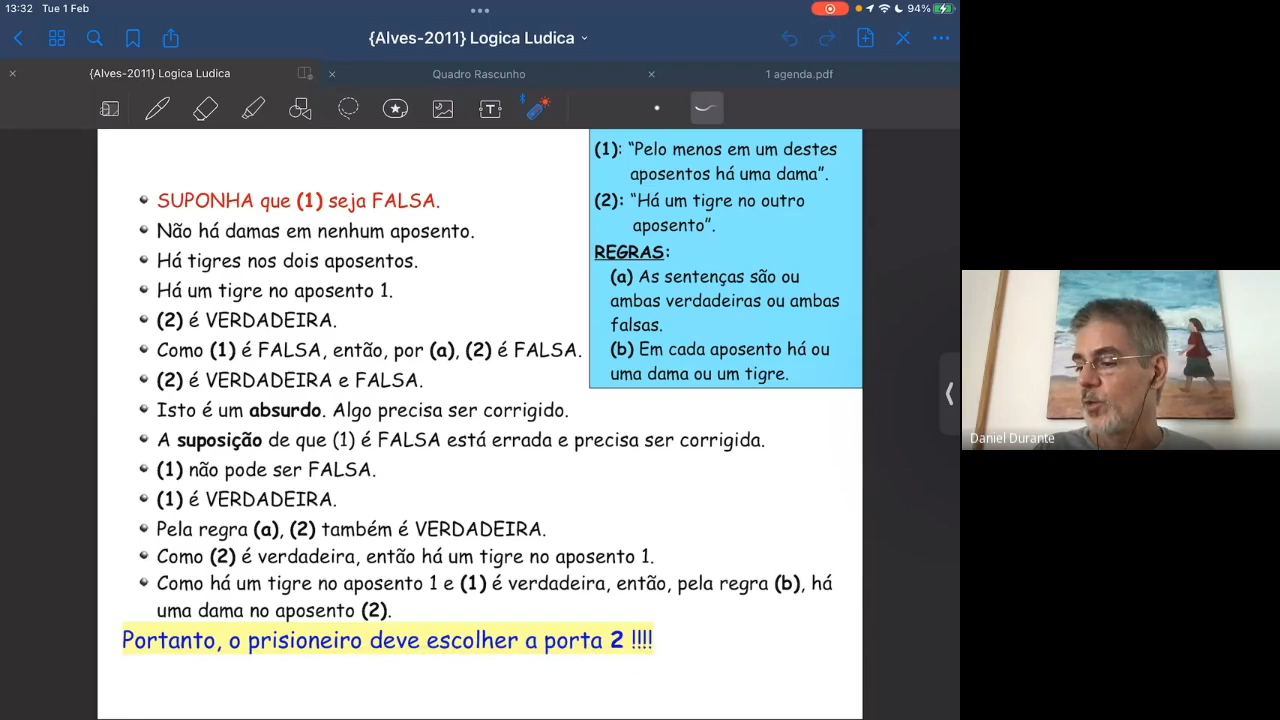 13:32 Tue 1 Feb
94%
{Alves-2011} Logica Ludica
{Alves-2011} Logica Ludica
Quadro Rascunho
1 agenda.pdf
T
(1): “Pelo menos em um destes
aposentos há uma dama”.
(2): “Há um tigre no outro
aposento”.
REGRAS:
(a) As sentenças são ou
ambas verdadeiras ou ambas
falsas.
(b) Em cada aposento há ou
uma dama ou um tigre.
• SUPONHA que (1) seja FALSA.
• Não há damas em nenhum aposento.
• Há tigres nos dois aposentos.
• Há um tigre no aposento 1.
• (2) é VERDADEIRA.
• Como (1) é FALSA, então, por (a), (2) é FALSA.
• (2) é VERDADEIRA e FALSA.
• Isto é um absurdo. Algo precisa ser corrigido.
• A suposição de que (1) é FALSA está errada e precisa ser corrigida.
• (1) não pode ser FALSA.
• (1) é VERDADEIRA.
• Pela regra (a), (2) também é VERDADEIRA.
• Como (2) é verdadeira, então há um tigre no aposento 1.
• Como há um tigre no aposento 1 e (1) é verdadeira, então, pela regra (b), há
uma dama no aposento (2).
Portanto, o prisioneiro deve escolher a porta 2 !!!!
Daniel Durante